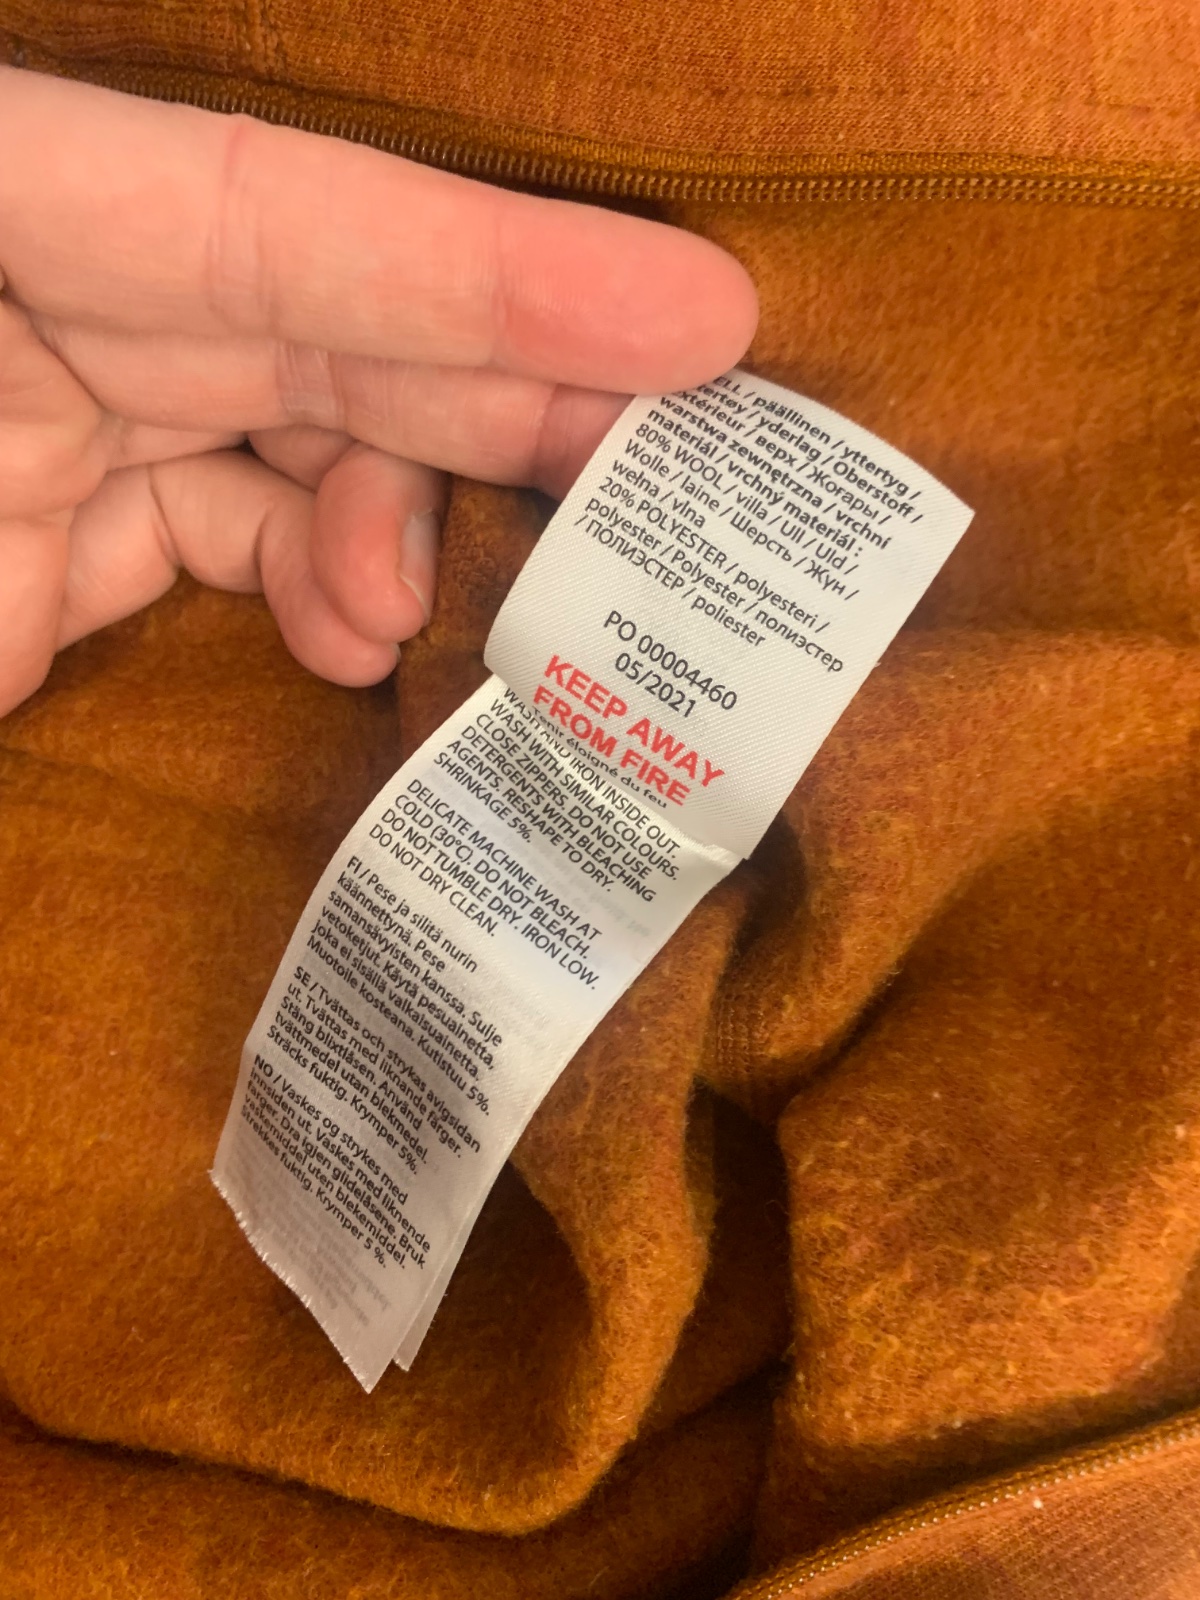 päällinen / yttertyg /
yderlag / Oberstoff /
extérieur / верх / Жоғарғы /
warstwa zewnętrzna / vrchní
materiál / vrchný materiál :
80% WOOL / villa / Ull / Uld /
Wolle / laine / Шерсть / Жүн /
wełna / vlna
20% POLYESTER / polyesteri /
polyester / Polyester / полиэстер
/ ПОЛИЭСТЕР / poliester
PO 00004460
05/2021
KEEP AWAY
FROM FIRE
Tenir éloigné du feu
WASH AND IRON INSIDE OUT.
WASH WITH SIMILAR COLOURS.
CLOSE ZIPPERS. DO NOT USE
DETERGENTS WITH BLEACHING
AGENTS. RESHAPE TO DRY.
SHRINKAGE 5%.
DELICATE MACHINE WASH AT
COLD (30°C). DO NOT BLEACH.
DO NOT TUMBLE DRY. IRON LOW.
DO NOT DRY CLEAN.
FI / Pese ja silitä nurin
käännettynä. Pese
samansävyisten kanssa. Sulje
vetoketjut. Käytä pesuainetta,
joka ei sisällä valkaisuainetta.
Muotoile kosteana. Kutistuu 5%.
SE / Tvättas och strykas avigsidan
ut. Tvättas med liknande färger.
Stäng blixtlåsen. Använd
tvättmedel utan blekmedel.
Sträcks fuktig. Krymper 5%.
NO / Vaskes og strykes med
innsiden ut. Vaskes med liknende
farger. Dra igjen glidelåsene. Bruk
vaskemiddel uten blekemiddel.
Strekkes fuktig. Krymper 5 %.